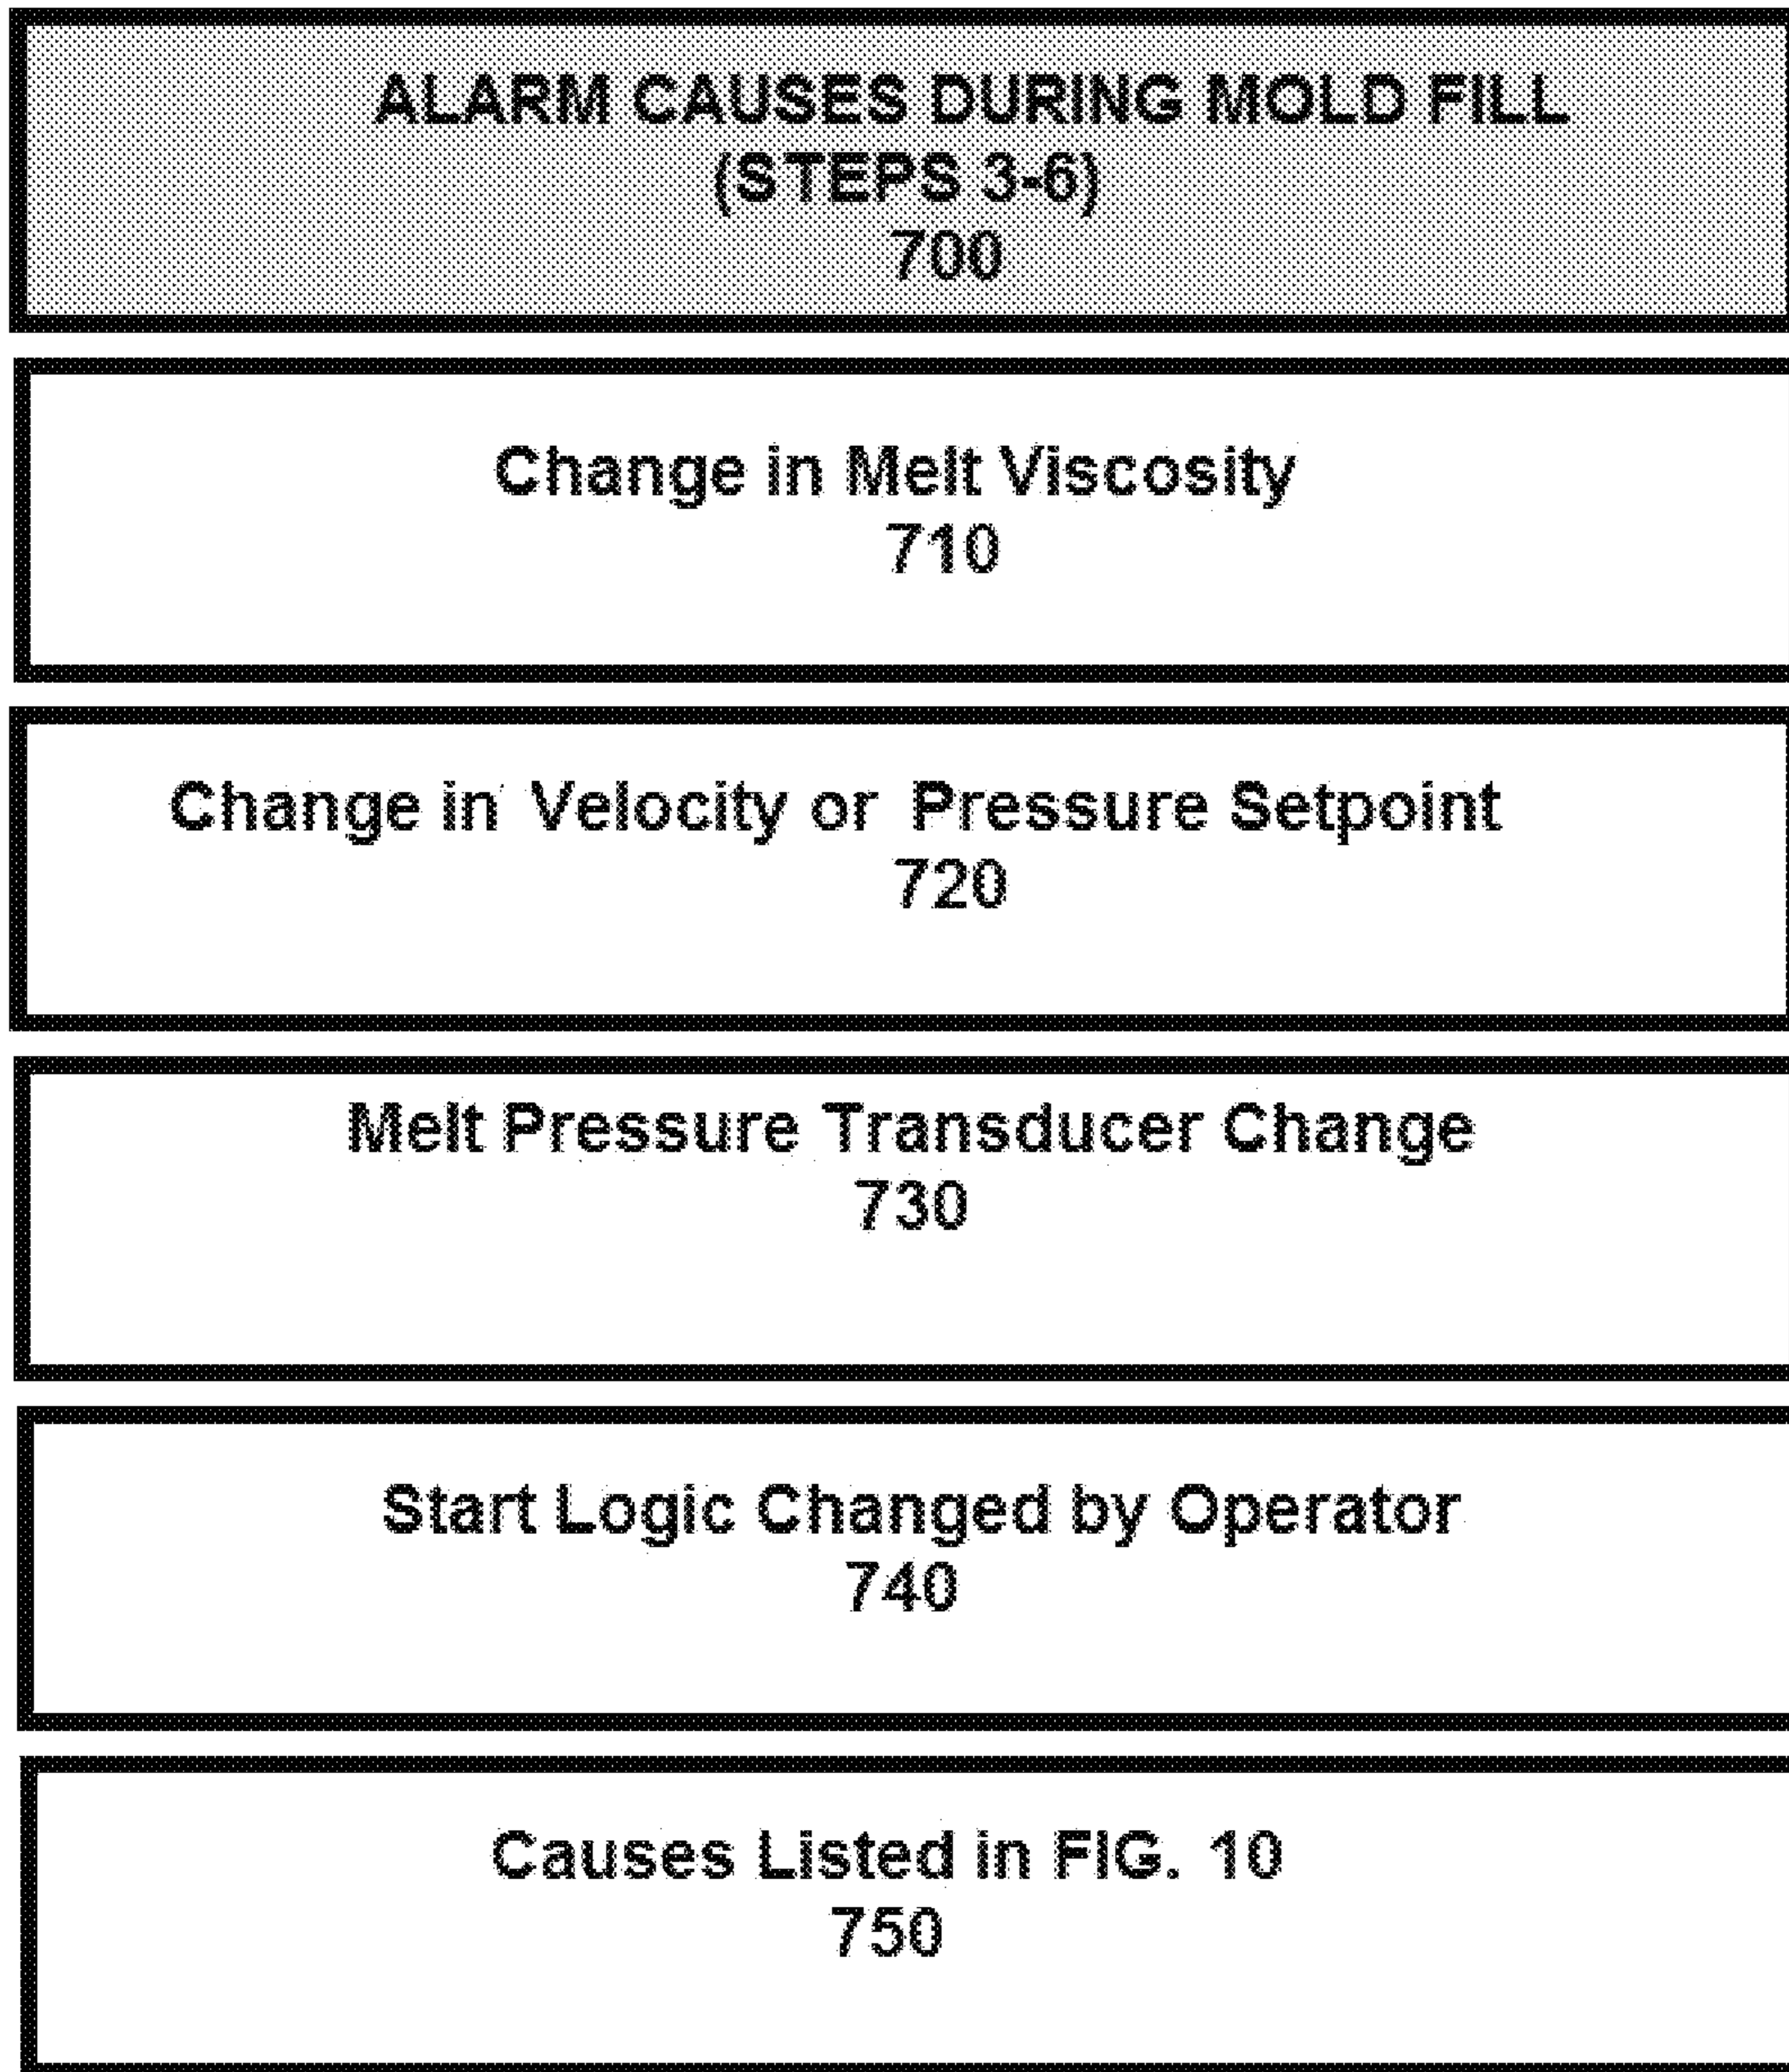 ALARM CAUSES DURING MOLD FILL
(STEPS 3-6)
700
Change in Melt Viscosity
710
Change in Velocity or Pressure Setpoint
720
Melt Pressure Transducer Change
730
Start Logic Changed by Operator
740
Causes Listed in FIG. 10
750